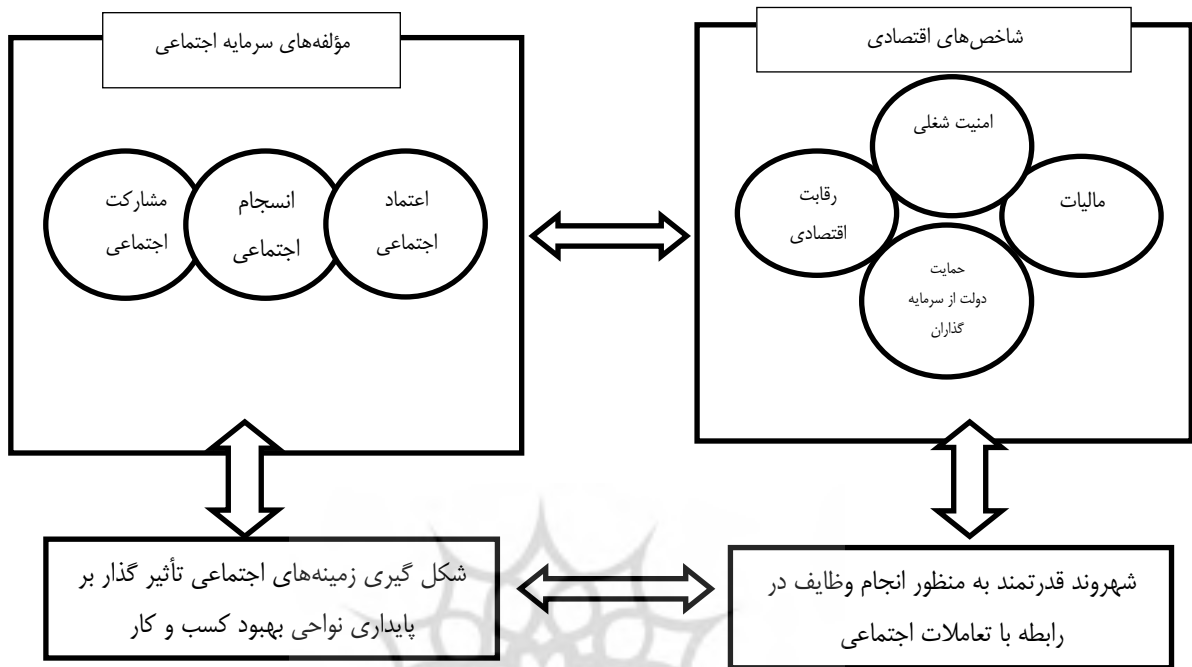 شاخص‌های اقتصادی
امنیت شغلی
مالیات
رقابت
اقتصادی
حمایت
دولت از سرمایه
گذاران
مؤلفه‌های سرمایه اجتماعی
اعتماد
اجتماعی
انسجام
اجتماعی
مشارکت
اجتماعی
شهروند قدرتمند به منظور انجام وظایف در
رابطه با تعاملات اجتماعی
شکل گیری زمینه‌های اجتماعی تأثیر گذار بر
پایداری نواحی بهبود کسب و کار